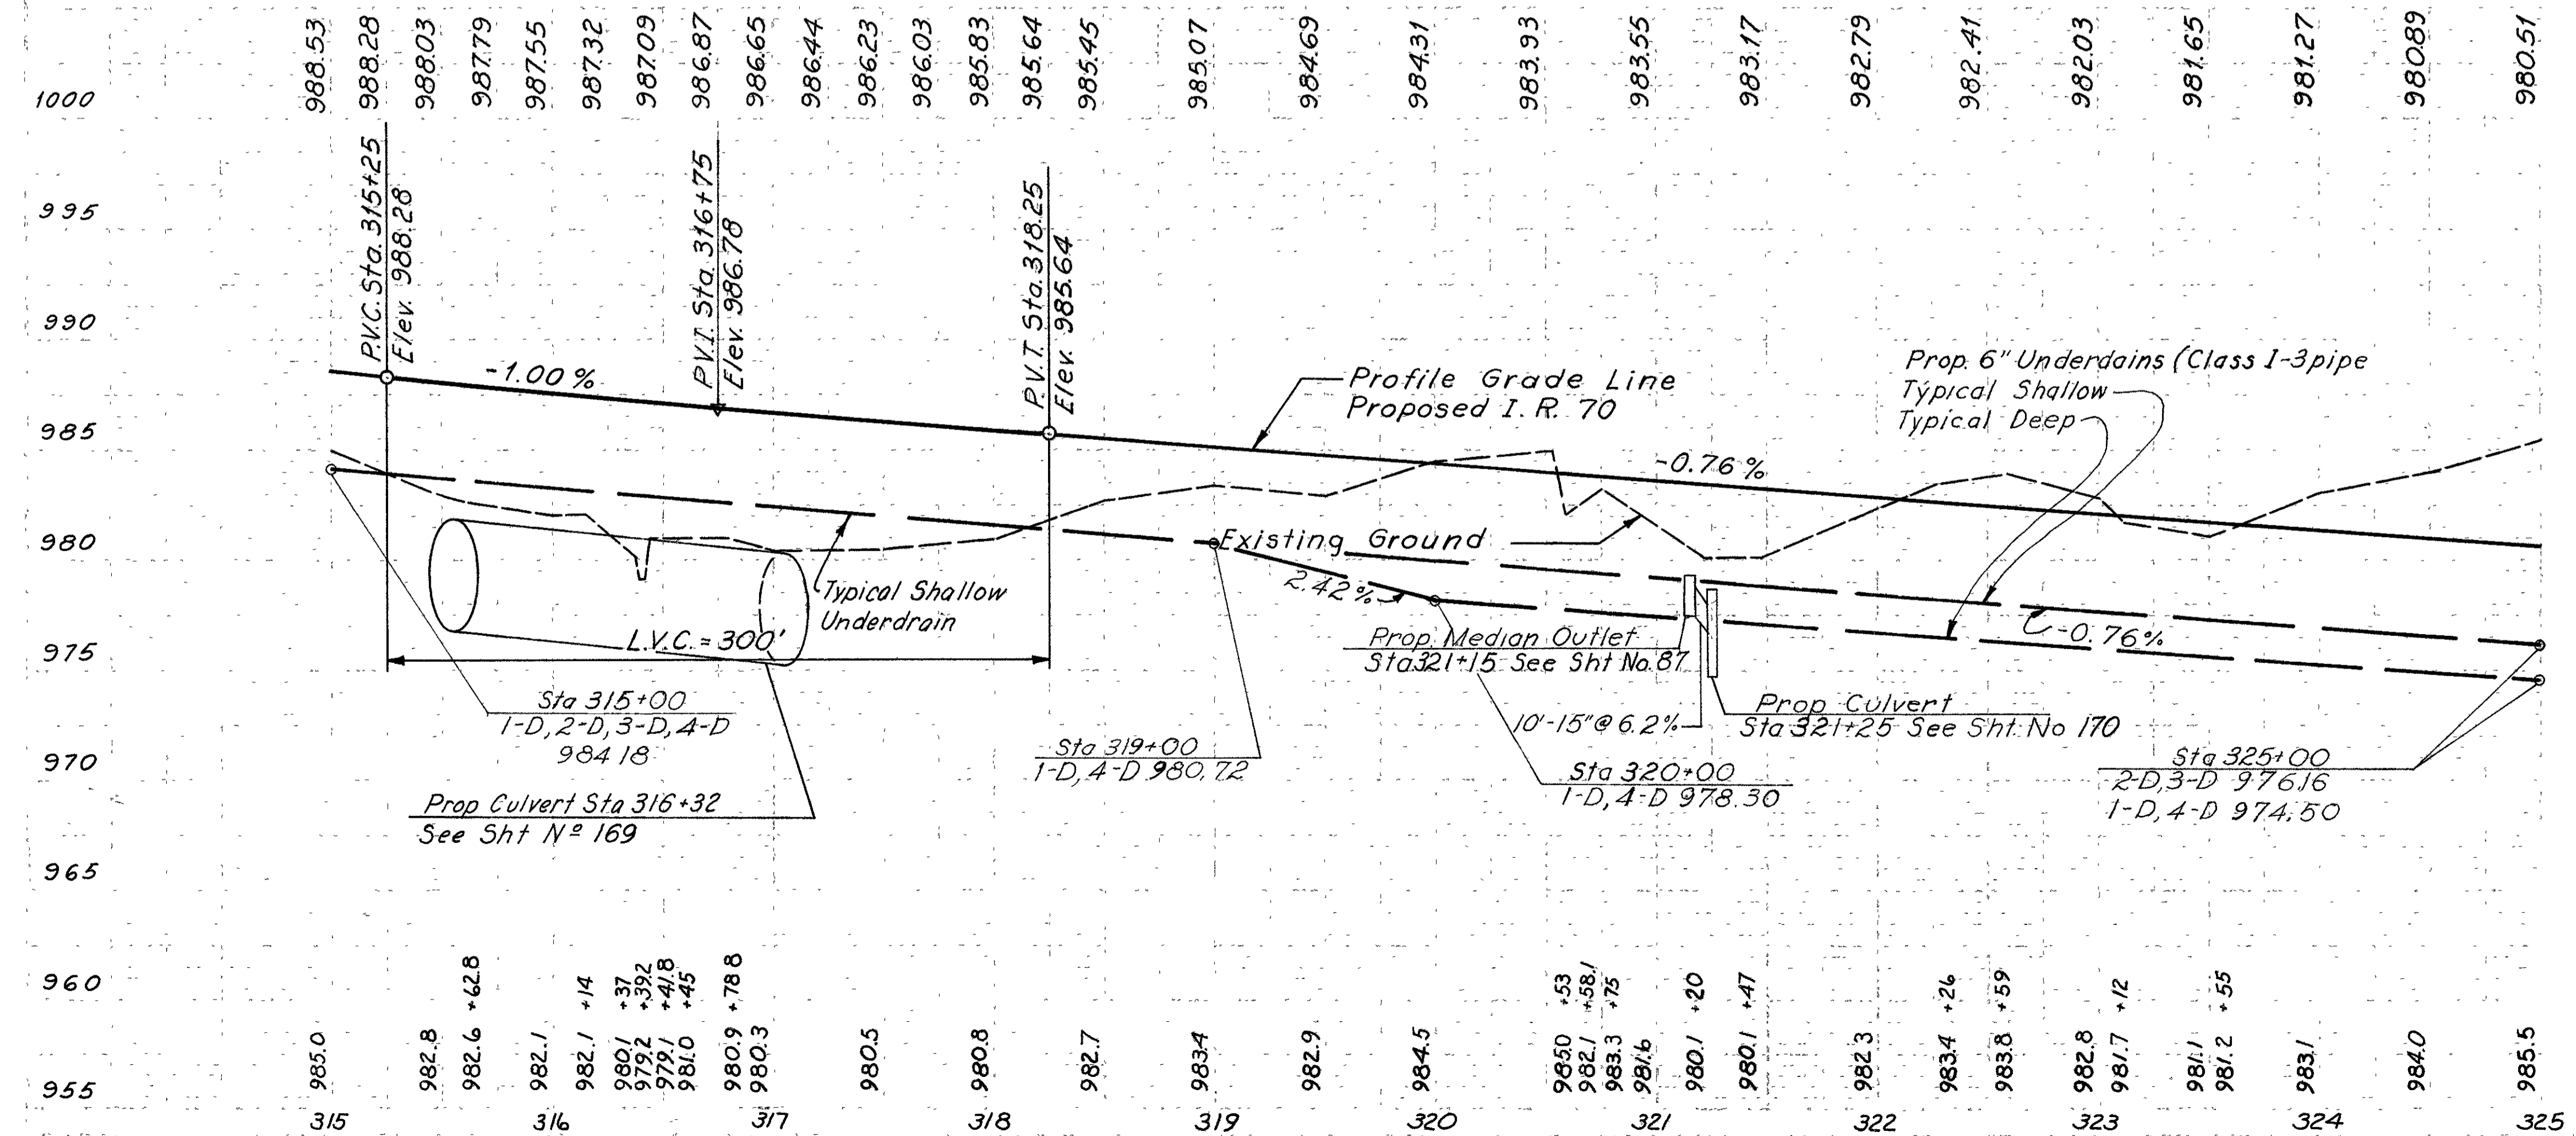 988.53 988.28 988.03 987.79 987.55 987.32 987.09 986.87 986.65 986.44 986.23 986.03 985.83 985.64 985.45 985.07 984.69 984.31 983.93 983.55 983.17 982.79 982.41 982.03 981.65 981.27 980.89 980.51
1000
995
990
985
980
975
970
965
960
955
P.V.C. Sta. 315+25
Elev. 988.28
P.V.I. Sta. 316+75
Elev. 986.78
P.V.T. Sta. 318.25
Elev. 985.64
-1.00 %
Profile Grade Line
Proposed I. R. 70
-0.76 %
Prop. 6" Underdains (Class I-3 pipe
Typical Shallow
Typical Deep
Existing Ground
2.42 %
Typical Shallow
Underdrain
L.V.C. = 300'
Prop. Median Outlet
Sta 321+15 See Sht No. 87
-0.76 %
Sta 315+00
1-D, 2-D, 3-D, 4-D
984.18
10'-15" @ 6.2%
Prop Culvert
Sta 321+25 See Sht. No 170
Sta 319+00
1-D, 4-D 980.72
Sta 320+00
1-D, 4-D 978.30
Sta 325+00
2-D, 3-D 976.16
1-D, 4-D 974.50
Prop Culvert Sta 316+32
See Sht Nº 169
+62.8 +14 +37 +39.2 +41.8 +45 +78.8 +53 +58.1 +75 +20 +47 +26 +59 +12 +55
985.0 982.8 982.6 982.1 982.1 980.1 979.2 979.1 981.0 980.9 980.3 980.5 980.8 982.7 983.4 982.9 984.5 985.0 982.1 983.3 981.6 980.1 980.1 982.3 983.4 983.8 982.8 981.7 981.1 981.2 983.1 984.0 985.5
315 316 317 318 319 320 321 322 323 324 325